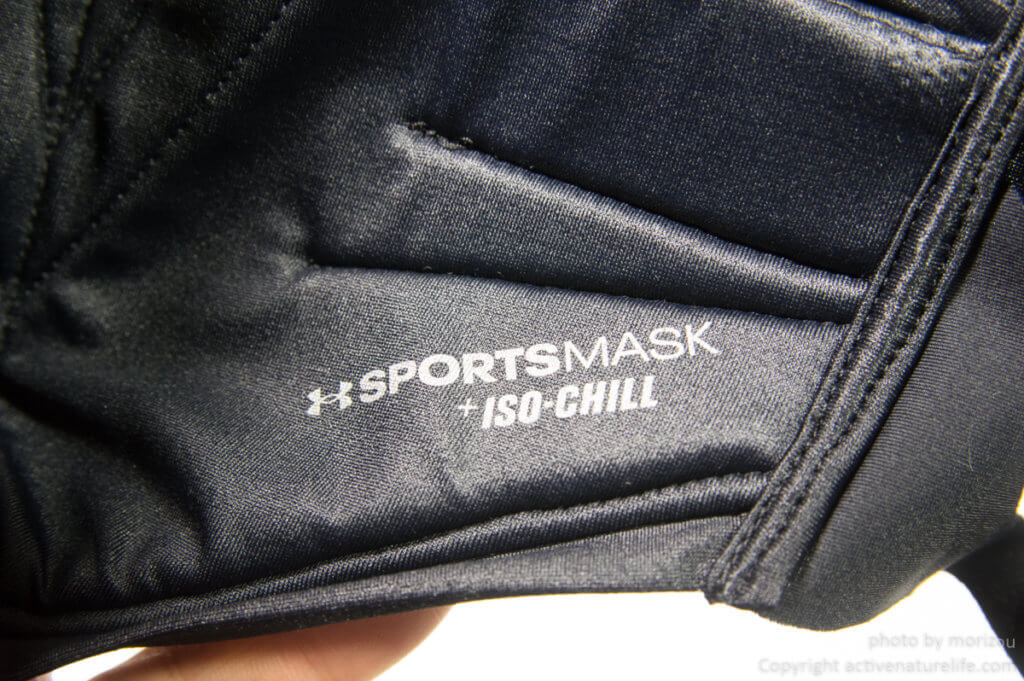 SPORTSMASK
+ISO-CHILL
photo by morizou
Copyright activenaturelife.com